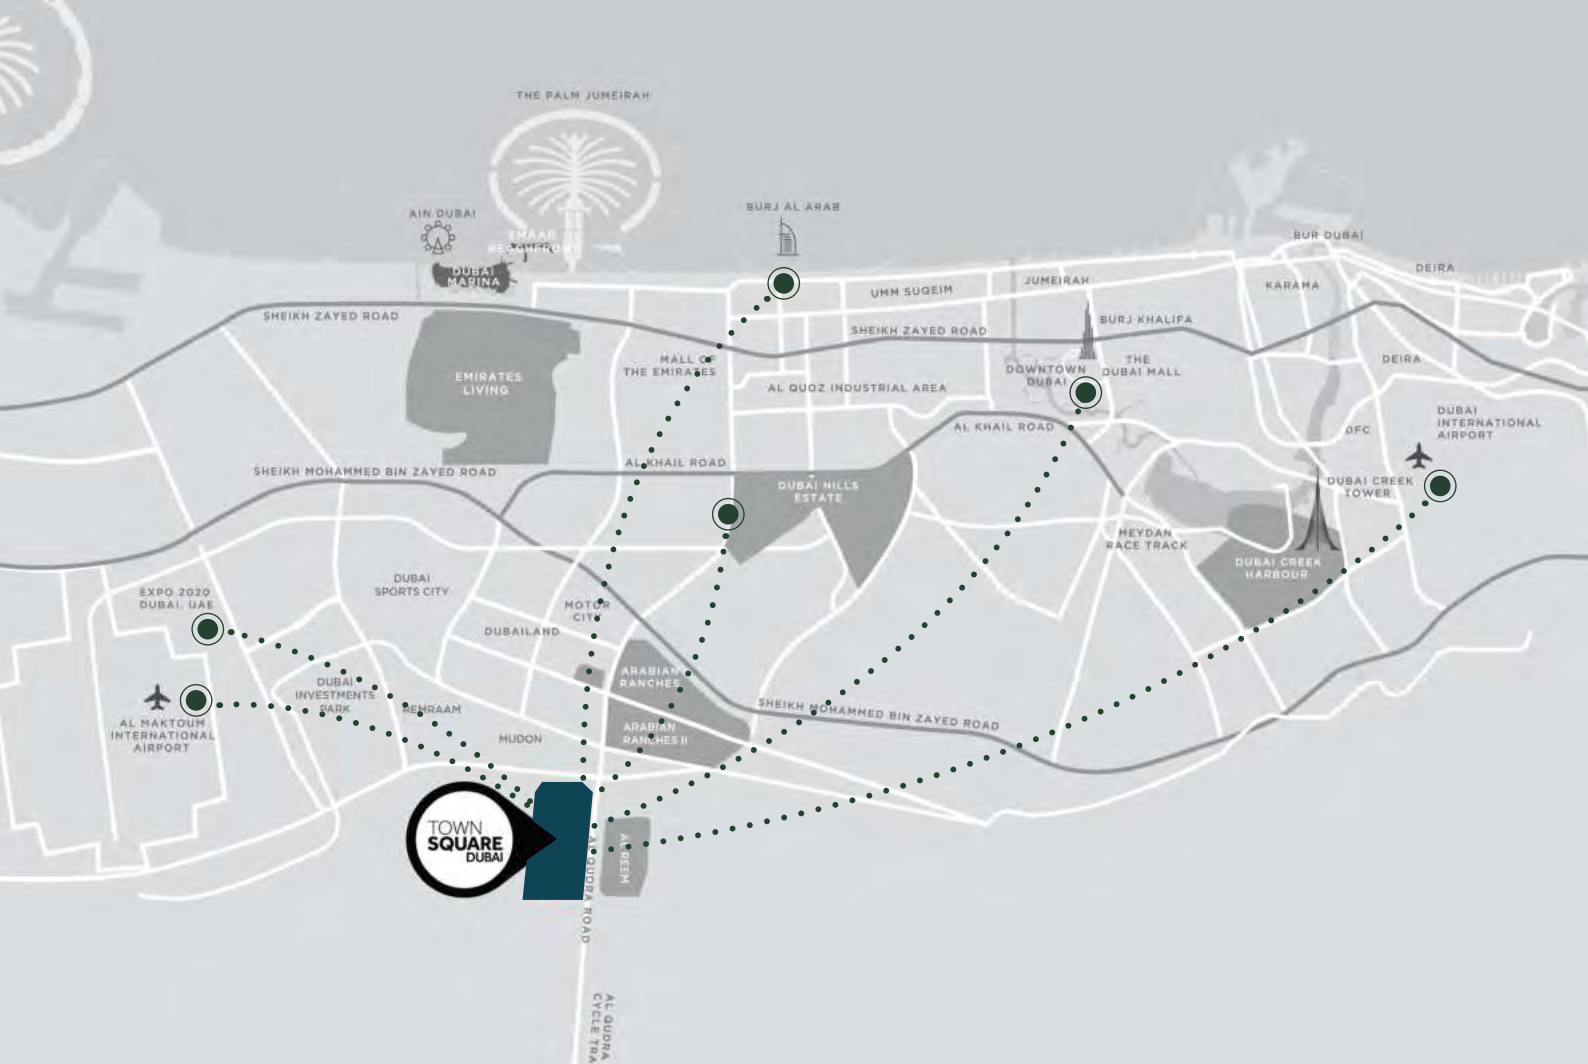 THE PALM JUMEIRAH
AIN DUBAI
BURJ AL ARAB
EMAAR
BEACHFRONT
DUBAI
MARINA
BUR DUBAI
DEIRA
UMM SUQEIM
JUMEIRAH
KARAMA
SHEIKH ZAYED ROAD
SHEIKH ZAYED ROAD
BURJ KHALIFA
MALL OF
THE EMIRATES
DOWNTOWN
DUBAI
THE
DUBAI MALL
DEIRA
EMIRATES
LIVING
AL QUOZ INDUSTRIAL AREA
AL KHAIL ROAD
DUBAI
INTERNATIONAL
AIRPORT
SHEIKH MOHAMMED BIN ZAYED ROAD
AL KHAIL ROAD
DUBAI HILLS
ESTATE
DUBAI CREEK
TOWER
MEYDAN
RACE TRACK
DUBAI CREEK
HARBOUR
EXPO 2020
DUBAI, UAE
DUBAI
SPORTS CITY
MOTOR
CITY
DUBAILAND
ARABIAN
RANCHES
DUBAI
INVESTMENTS
PARK
REMRAAM
AL MAKTOUM
INTERNATIONAL
AIRPORT
MUDON
ARABIAN
RANCHES II
SHEIKH MOHAMMED BIN ZAYED ROAD
TOWN
SQUARE
DUBAI
AL REEM
AL QUDRA ROAD
AL QUDRA
CYCLE TRA